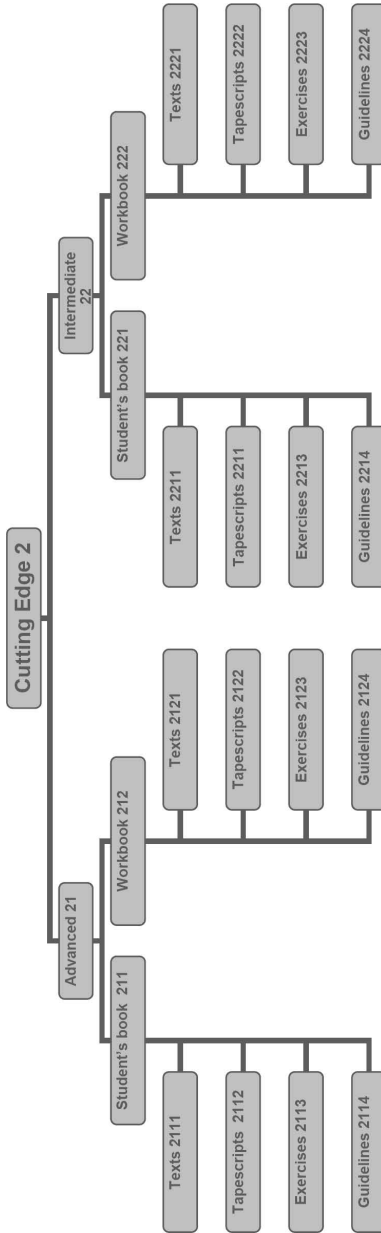 Cutting Edge 2
Advanced 21
Intermediate
22
Student's book  211
Workbook 212
Student's book 221
Workbook 222
Texts 2111
Texts 2121
Texts 2211
Texts 2221
Tapescripts  2112
Tapescripts 2122
Tapescripts 2211
Tapescripts 2222
Exercises 2113
Exercises 2123
Exercises 2213
Exercises 2223
Guidelines 2114
Guidelines 2124
Guidelines 2214
Guidelines 2224